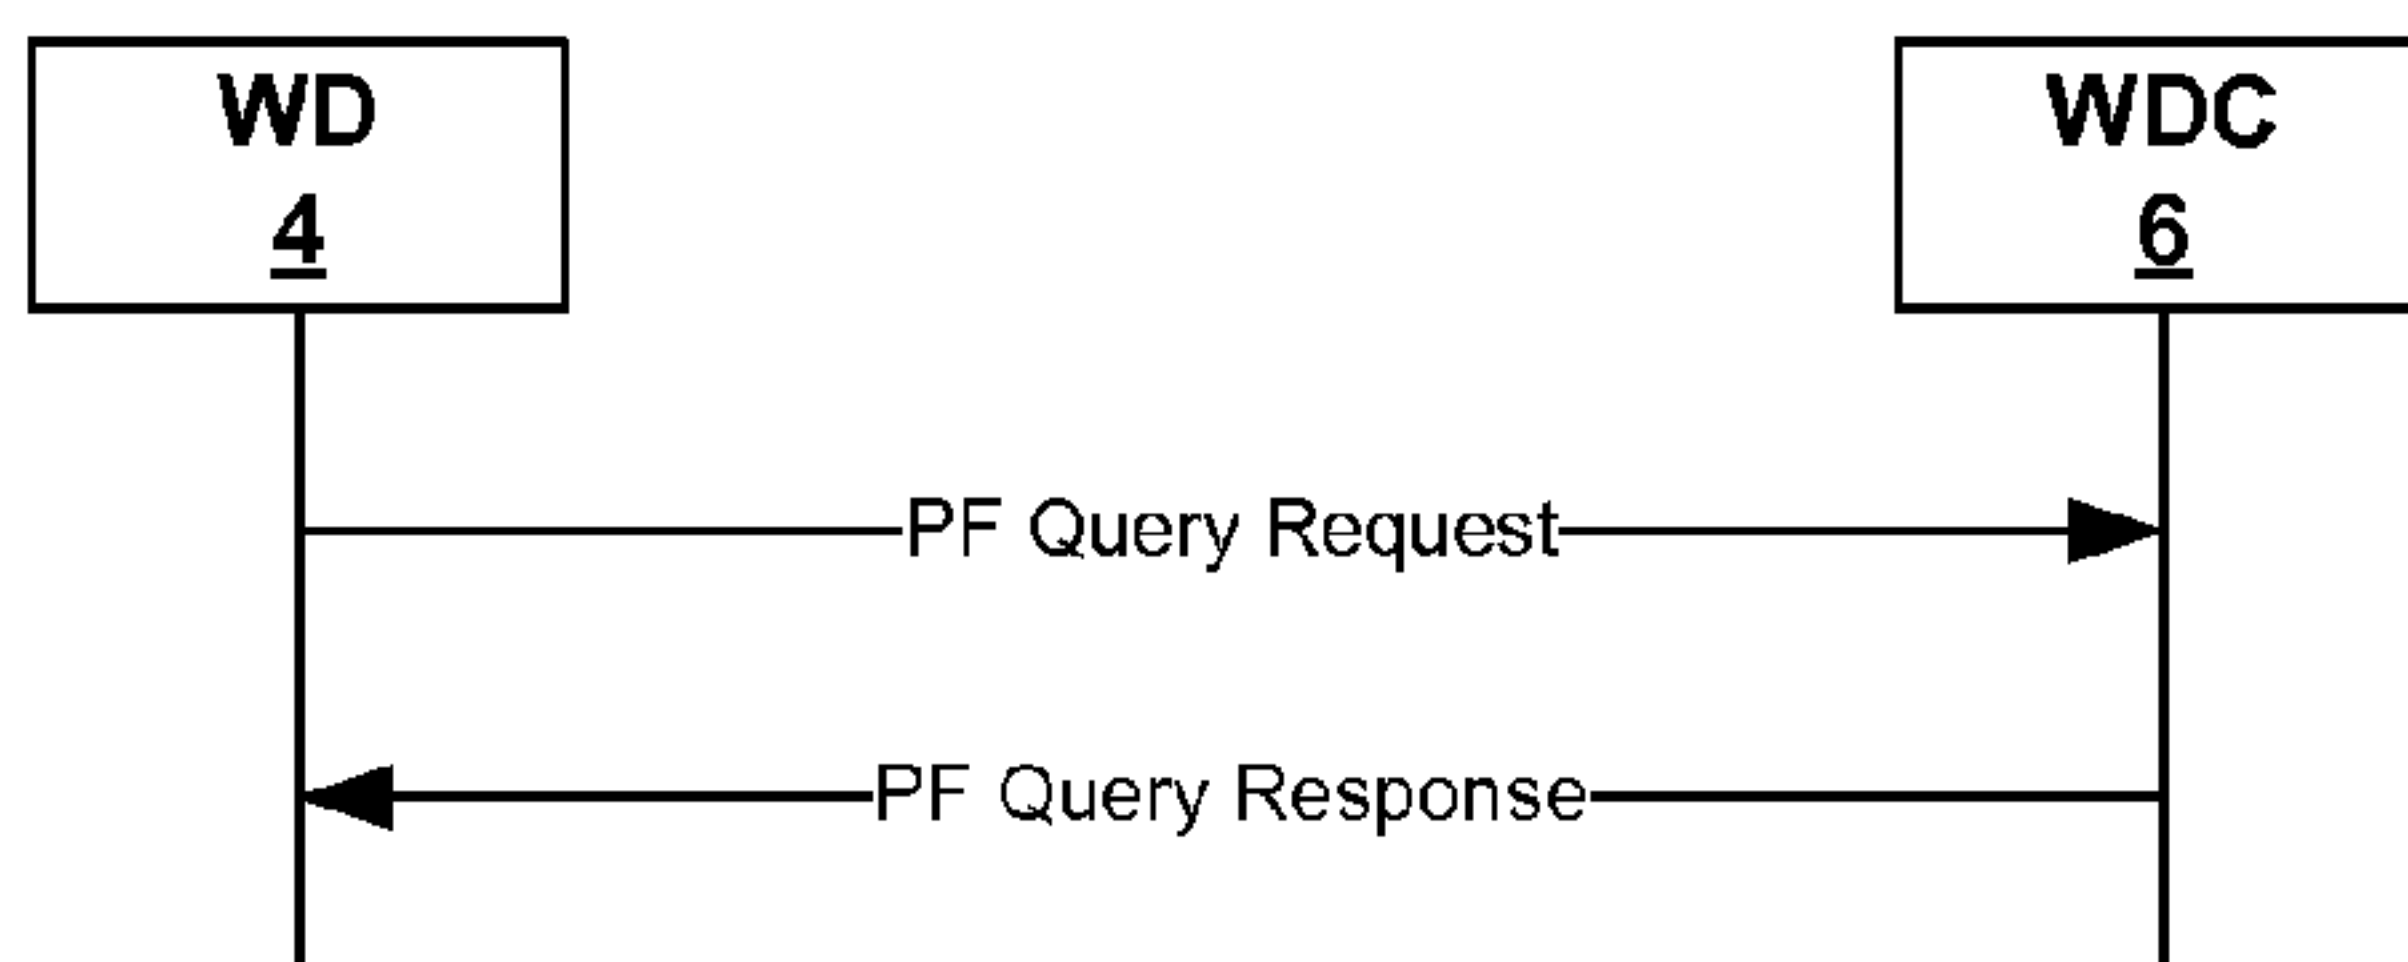 WD
4
WDC
6
PF Query Request
PF Query Response